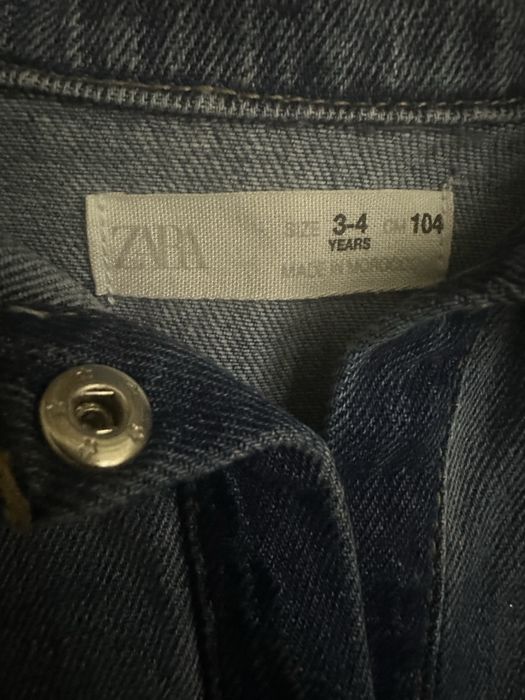 ZARA
SIZE 3-4 CM 104
YEARS
MADE IN MOROCCO